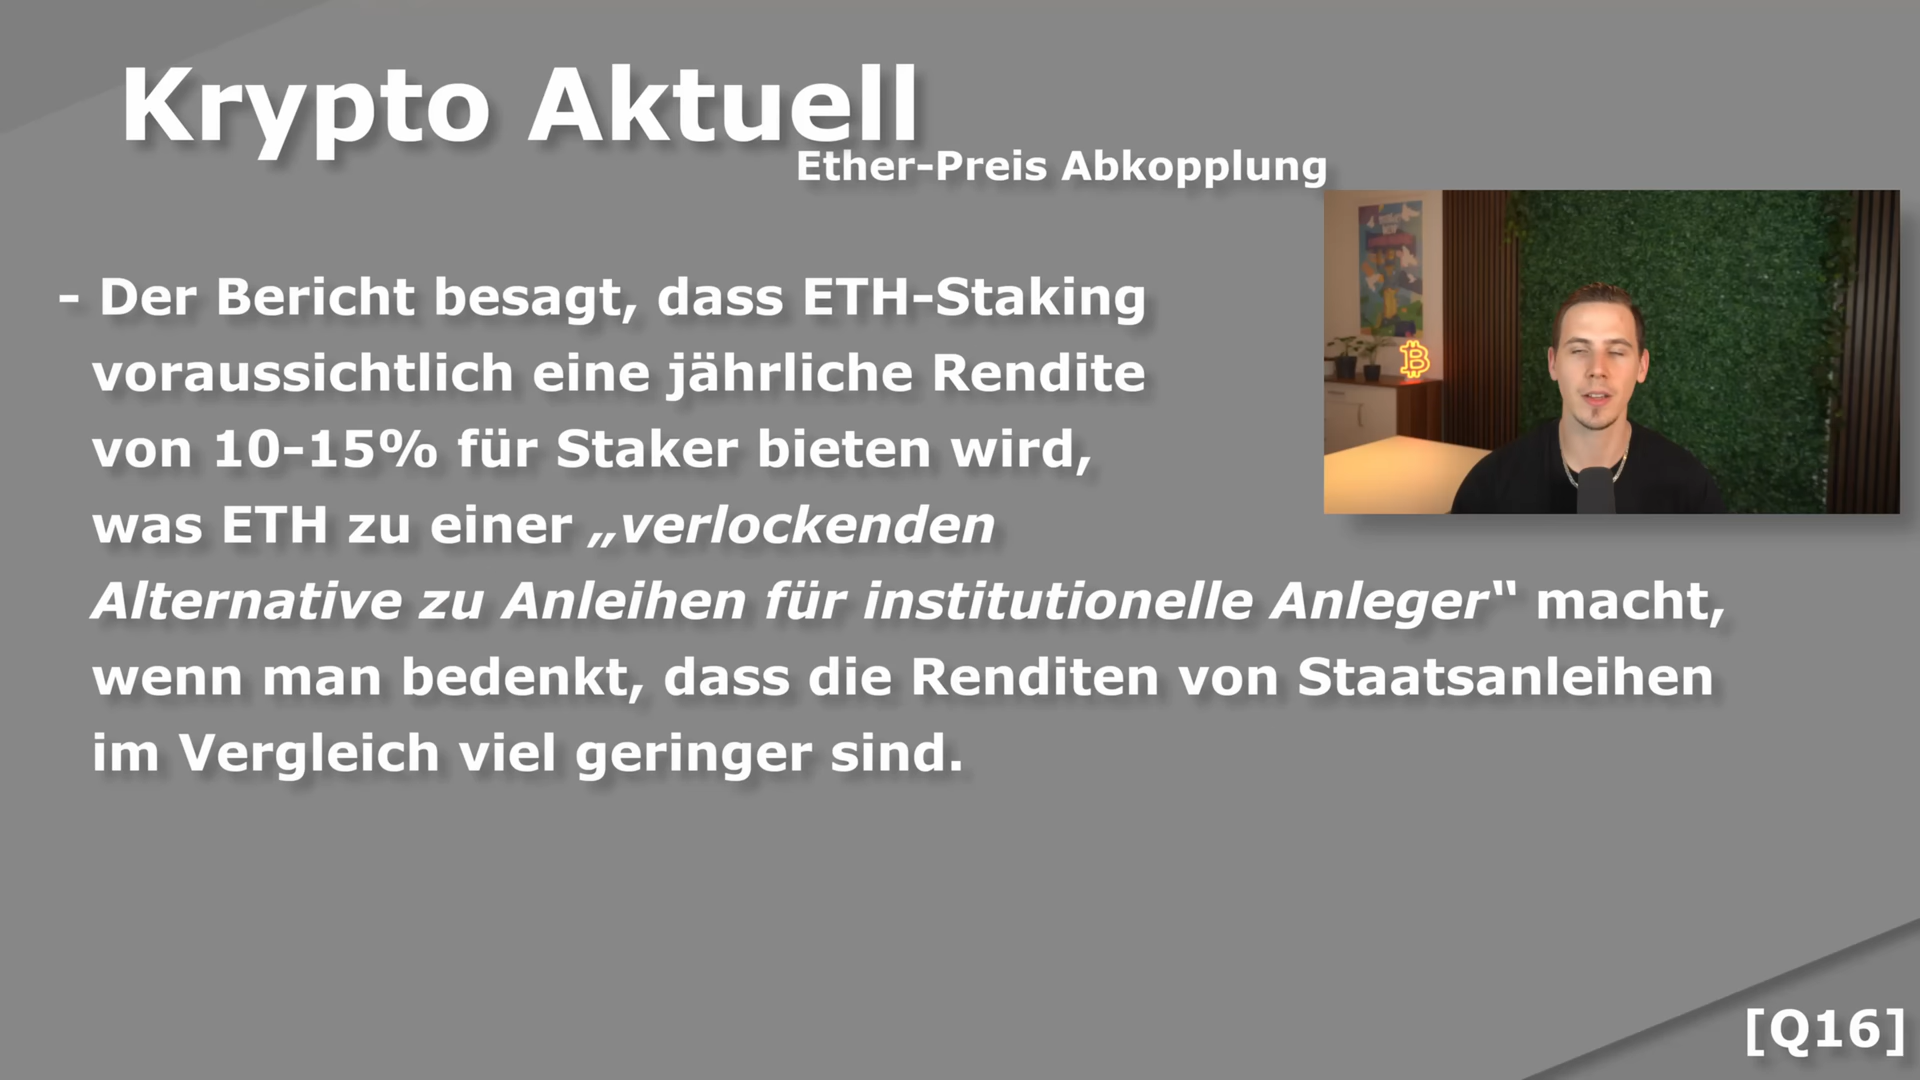 Krypto Aktuell
Ether-Preis Abkopplung
- Der Bericht besagt, dass ETH-Staking
voraussichtlich eine jährliche Rendite
von 10-15% für Staker bieten wird,
was ETH zu einer „verlockenden
Alternative zu Anleihen für institutionelle Anleger“ macht,
wenn man bedenkt, dass die Renditen von Staatsanleihen
im Vergleich viel geringer sind.
[Q16]